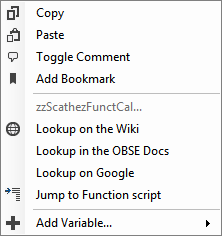 Copy
Paste
Toggle Comment
Add Bookmark
zzScathezFunctCal...
Lookup on the Wiki
Lookup in the OBSE Docs
Lookup on Google
Jump to Function script
Add Variable...